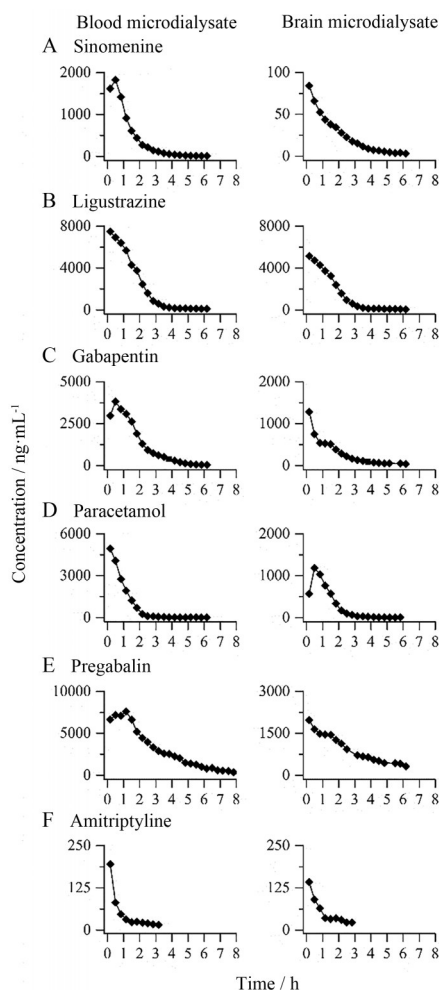 Blood microdialysate Brain microdialysate
A Sinomenine
2000 100
1000 50
0 0
0 1 2 3 4 5 6 7 8 0 1 2 3 4 5 6 7 8
B Ligustrazine
8000 8000
4000 4000
0 0
0 1 2 3 4 5 6 7 8 0 1 2 3 4 5 6 7 8
C Gabapentin
5000 2000
2500 1000
0 0
0 1 2 3 4 5 6 7 8 0 1 2 3 4 5 6 7 8
D Paracetamol
6000 2000
3000 1000
0 0
0 1 2 3 4 5 6 7 8 0 1 2 3 4 5 6 7 8
E Pregabalin
10000 3000
5000 1500
0 0
0 1 2 3 4 5 6 7 8 0 1 2 3 4 5 6 7 8
F Amitriptyline
250 250
125 125
0 0
0 1 2 3 4 5 6 7 8 0 1 2 3 4 5 6 7 8
Concentration / ng·mL⁻¹
Time / h